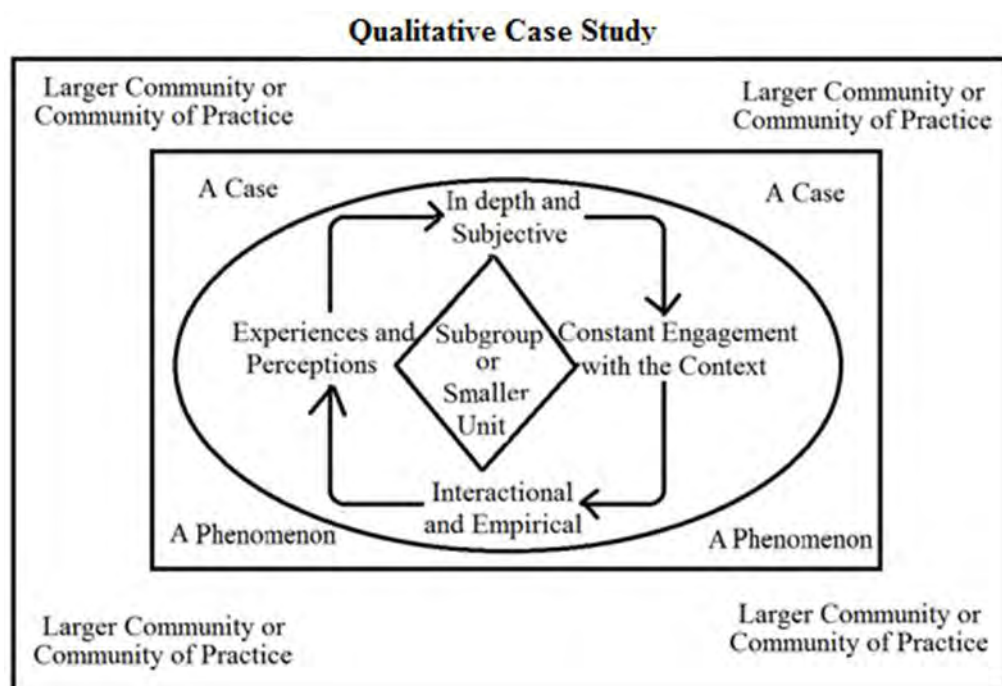 Qualitative Case Study
Larger Community or
Community of Practice
Larger Community or
Community of Practice
A Case
A Case
In depth and
Subjective
Experiences and
Perceptions
Subgroup
or
Smaller
Unit
Constant Engagement
with the Context
Interactional
and Empirical
A Phenomenon
A Phenomenon
Larger Community or
Community of Practice
Larger Community or
Community of Practice